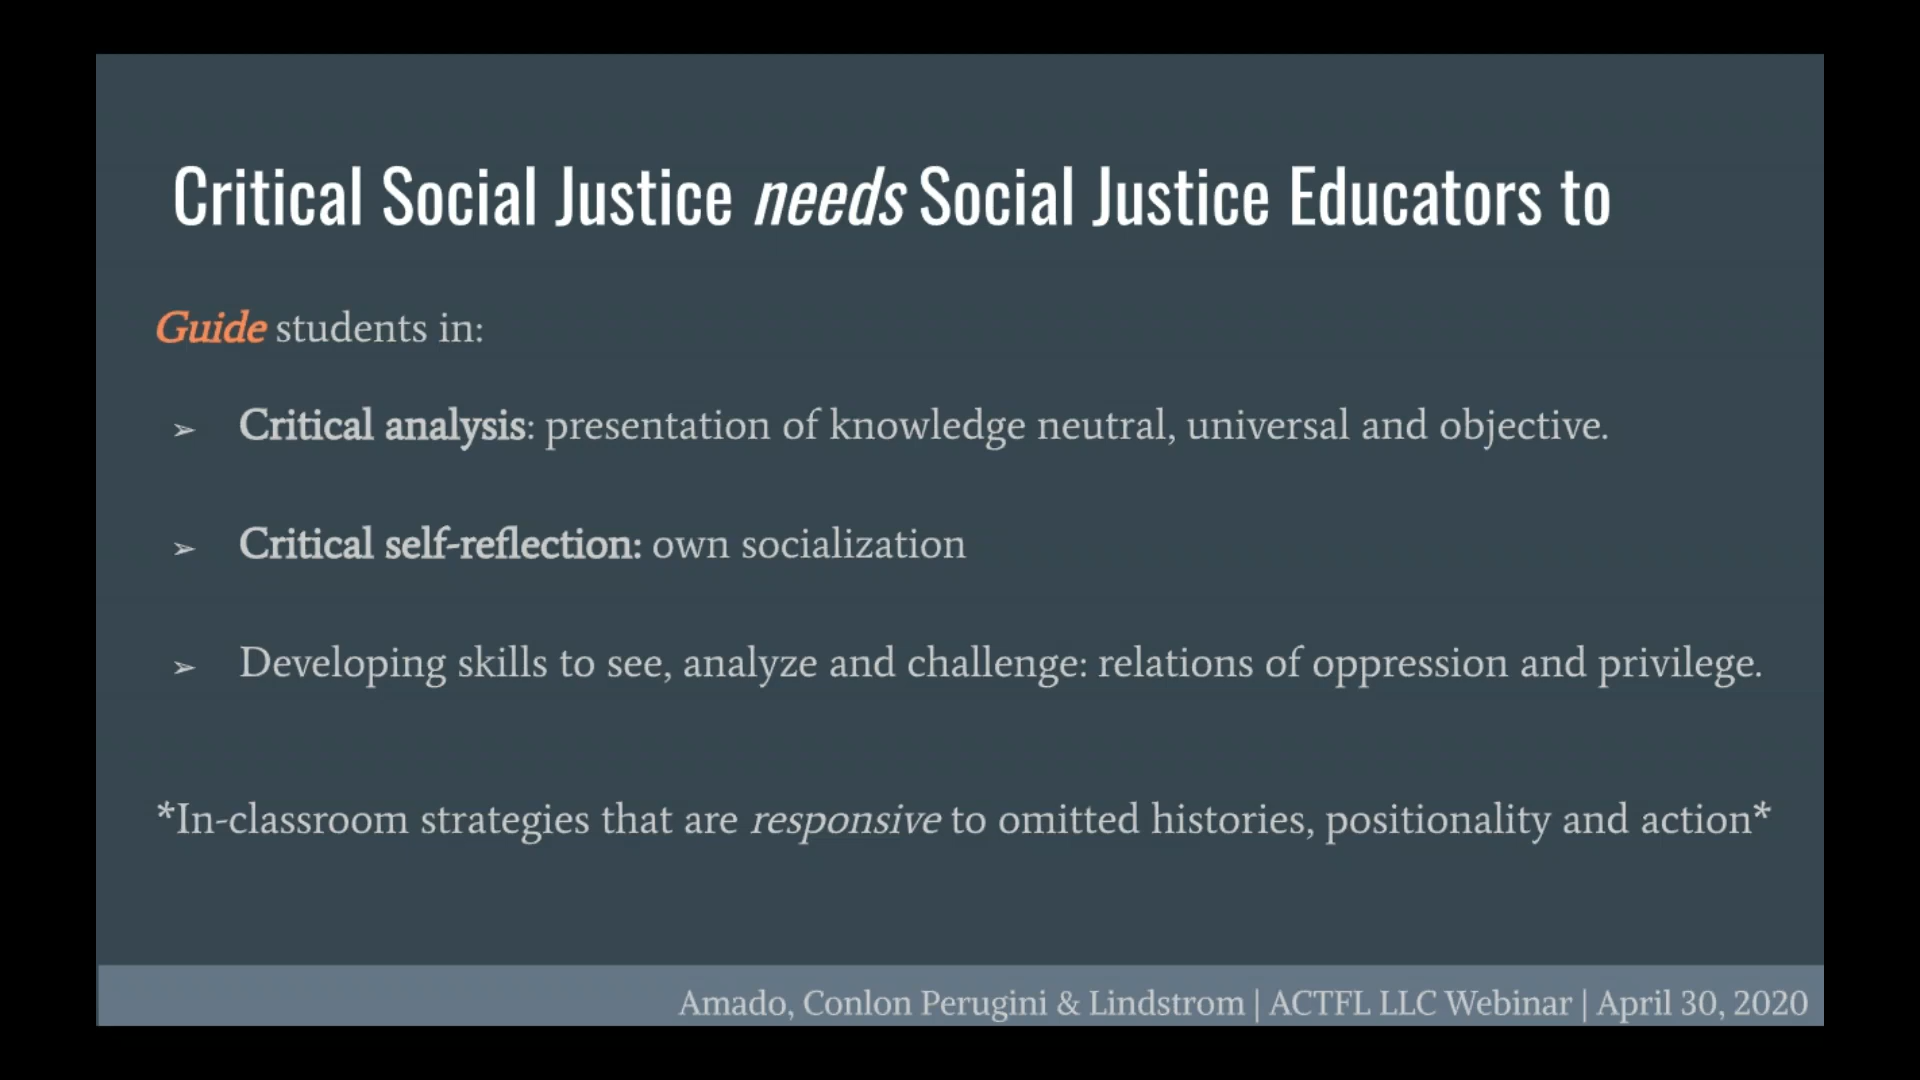 Critical Social Justice needs Social Justice Educators to
Guide students in:
➢ Critical analysis: presentation of knowledge neutral, universal and objective.
➢ Critical self-reflection: own socialization
➢ Developing skills to see, analyze and challenge: relations of oppression and privilege.
*In-classroom strategies that are responsive to omitted histories, positionality and action*
Amado, Conlon Perugini & Lindstrom | ACTFL LLC Webinar | April 30, 2020